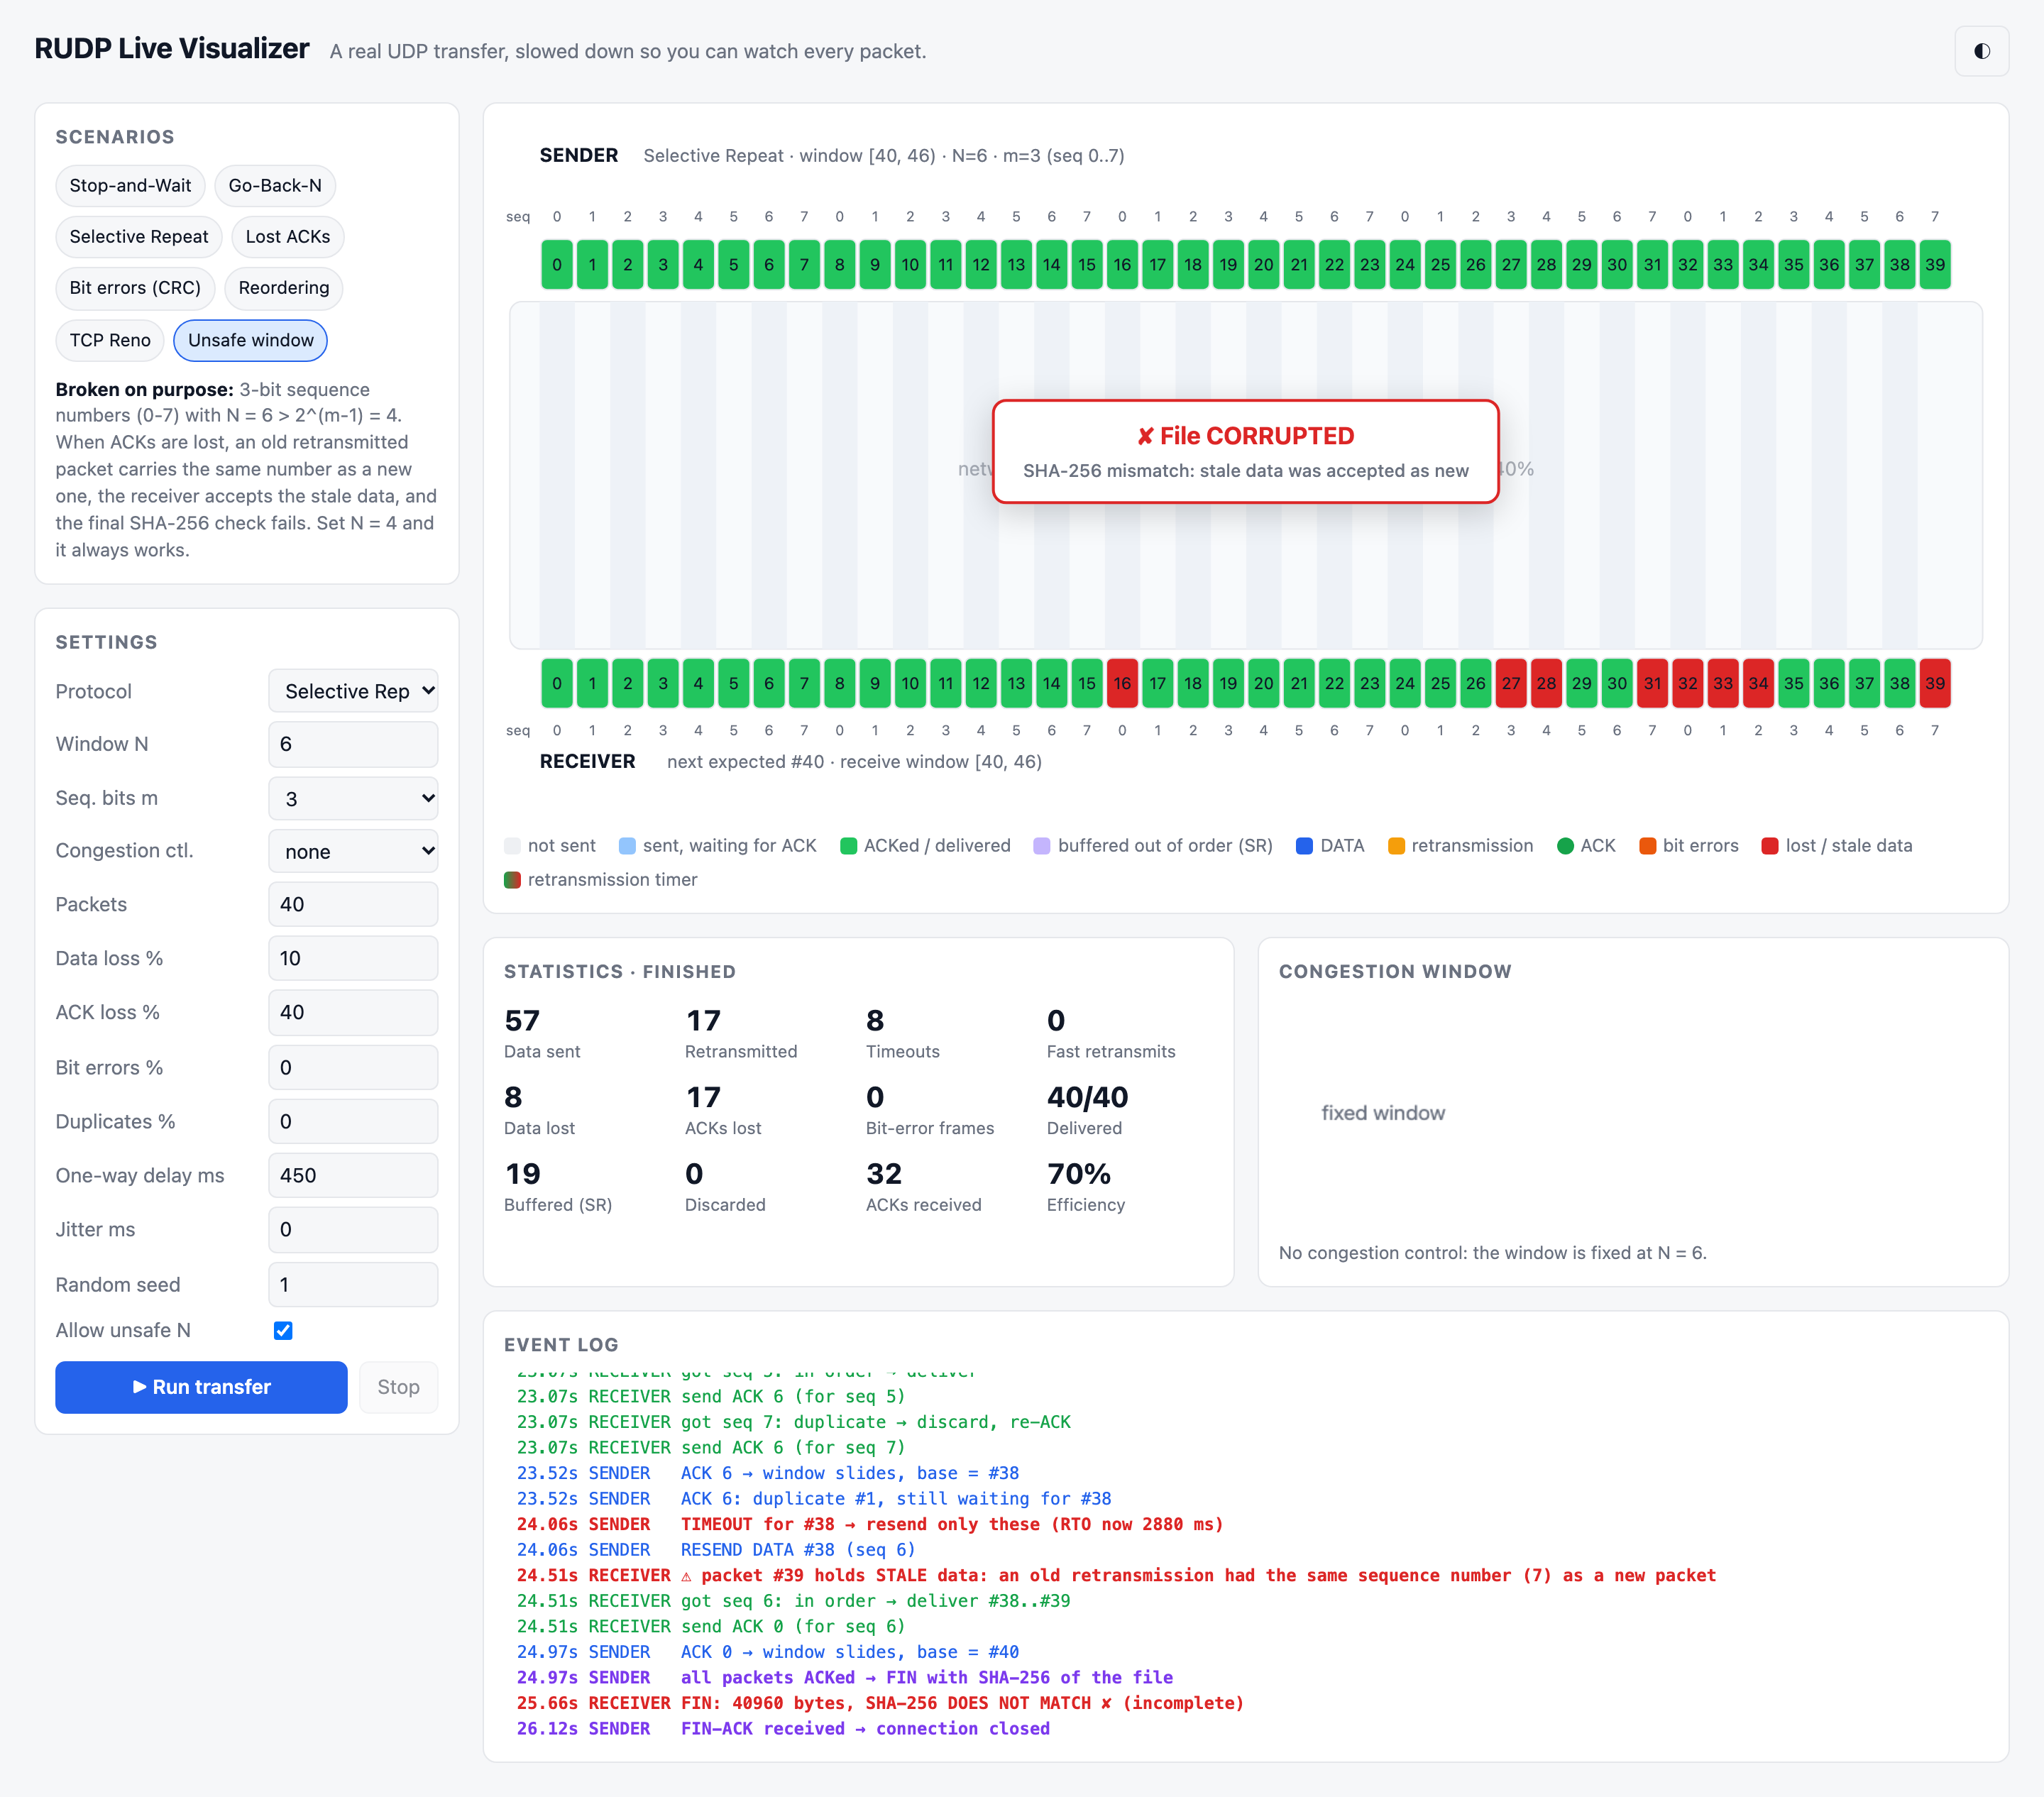 RUDP Live Visualizer A real UDP transfer, slowed down so you can watch every packet.
SCENARIOS
Stop-and-Wait Go-Back-N
Selective Repeat Lost ACKs
Bit errors (CRC) Reordering
TCP Reno Unsafe window
Broken on purpose: 3-bit sequence
numbers (0-7) with N = 6 > 2^(m-1) = 4.
When ACKs are lost, an old retransmitted
packet carries the same number as a new
one, the receiver accepts the stale data, and
the final SHA-256 check fails. Set N = 4 and
it always works.
SETTINGS
Protocol Selective Rep
Window N 6
Seq. bits m 3
Congestion ctl. none
Packets 40
Data loss % 10
ACK loss % 40
Bit errors % 0
Duplicates % 0
One-way delay ms 450
Jitter ms 0
Random seed 1
Allow unsafe N
▶ Run transfer Stop
SENDER Selective Repeat · window [40, 46) · N=6 · m=3 (seq 0..7)
seq 0 1 2 3 4 5 6 7 0 1 2 3 4 5 6 7 0 1 2 3 4 5 6 7 0 1 2 3 4 5 6 7 0 1 2 3 4 5 6 7
0 1 2 3 4 5 6 7 8 9 10 11 12 13 14 15 16 17 18 19 20 21 22 23 24 25 26 27 28 29 30 31 32 33 34 35 36 37 38 39
✘ File CORRUPTED
SHA-256 mismatch: stale data was accepted as new
0 1 2 3 4 5 6 7 8 9 10 11 12 13 14 15 16 17 18 19 20 21 22 23 24 25 26 27 28 29 30 31 32 33 34 35 36 37 38 39
seq 0 1 2 3 4 5 6 7 0 1 2 3 4 5 6 7 0 1 2 3 4 5 6 7 0 1 2 3 4 5 6 7 0 1 2 3 4 5 6 7
RECEIVER next expected #40 · receive window [40, 46)
not sent sent, waiting for ACK ACKed / delivered buffered out of order (SR) DATA retransmission ACK bit errors lost / stale data
retransmission timer
STATISTICS · FINISHED
57 17 8 0
Data sent Retransmitted Timeouts Fast retransmits
8 17 0 40/40
Data lost ACKs lost Bit-error frames Delivered
19 0 32 70%
Buffered (SR) Discarded ACKs received Efficiency
CONGESTION WINDOW
fixed window
No congestion control: the window is fixed at N = 6.
EVENT LOG
23.07s RECEIVER got seq 5: in order → deliver
23.07s RECEIVER send ACK 6 (for seq 5)
23.07s RECEIVER got seq 7: duplicate → discard, re-ACK
23.07s RECEIVER send ACK 6 (for seq 7)
23.52s SENDER ACK 6 → window slides, base = #38
23.52s SENDER ACK 6: duplicate #1, still waiting for #38
24.06s SENDER TIMEOUT for #38 → resend only these (RTO now 2880 ms)
24.06s SENDER RESEND DATA #38 (seq 6)
24.51s RECEIVER ⚠ packet #39 holds STALE data: an old retransmission had the same sequence number (7) as a new packet
24.51s RECEIVER got seq 6: in order → deliver #38..#39
24.51s RECEIVER send ACK 0 (for seq 6)
24.97s SENDER ACK 0 → window slides, base = #40
24.97s SENDER all packets ACKed → FIN with SHA-256 of the file
25.66s RECEIVER FIN: 40960 bytes, SHA-256 DOES NOT MATCH ✘ (incomplete)
26.12s SENDER FIN-ACK received → connection closed